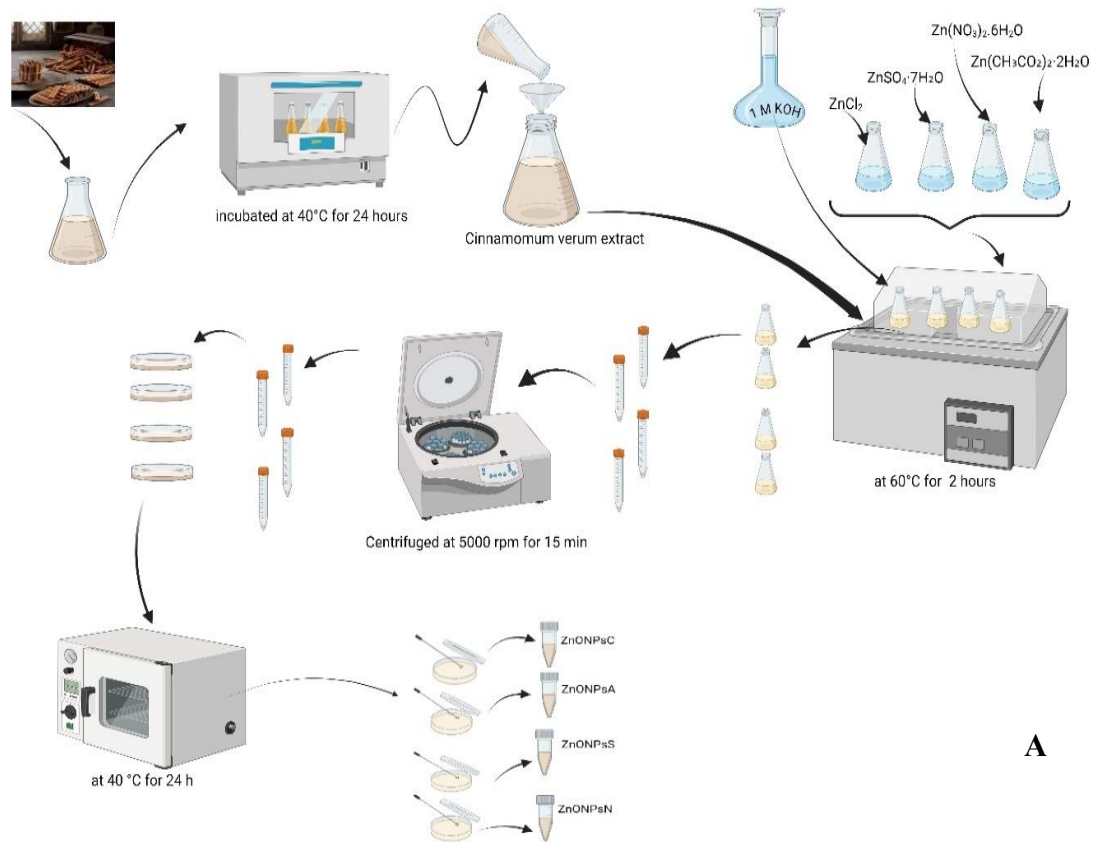 Zn(NO₃)₂.6H₂O
Zn(CH₃CO₂)₂·2H₂O
ZnSO₄·7H₂O
ZnCl₂
1 M KOH
incubated at 40°C for 24 hours
Cinnamomum verum extract
at 60°C for 2 hours
Centrifuged at 5000 rpm for 15 min
at 40 °C for 24 h
ZnONPsC
ZnONPsA
ZnONPsS
ZnONPsN
A